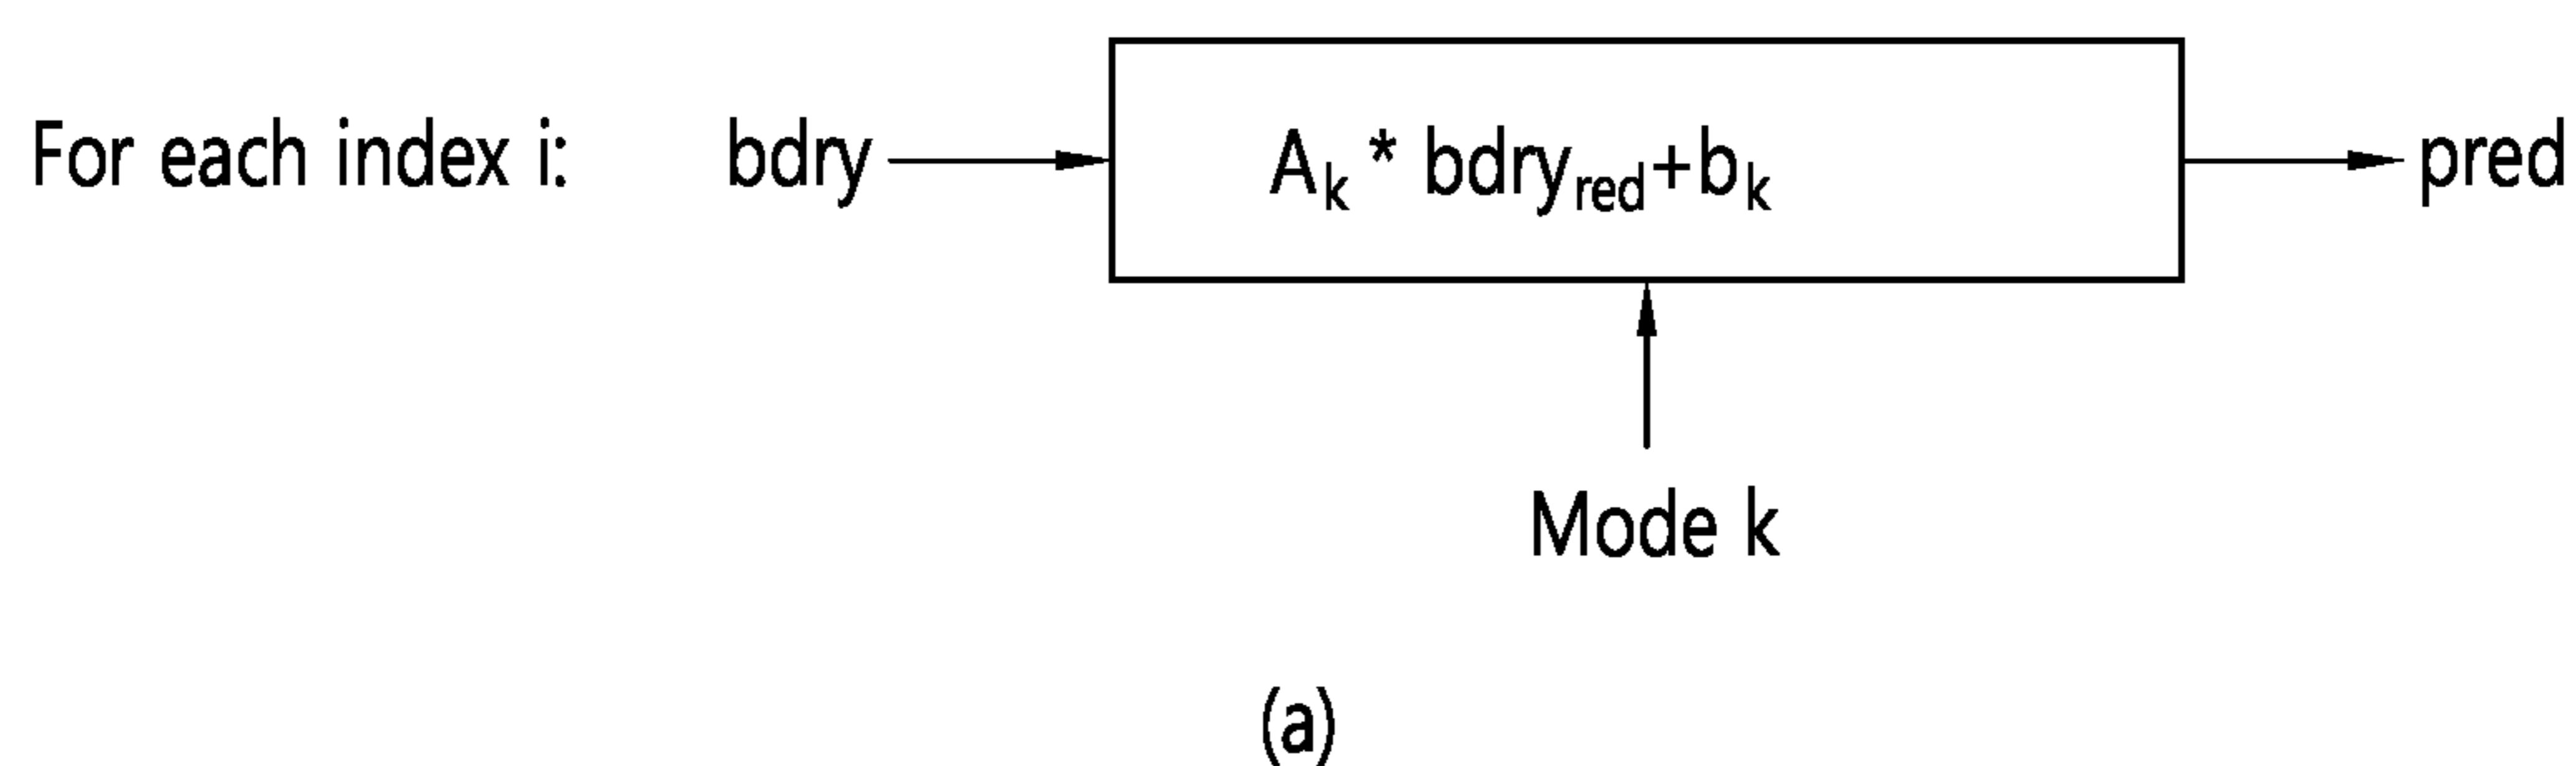 For each index i: bdry A_k * bdry_red+b_k pred
Mode k
(a)